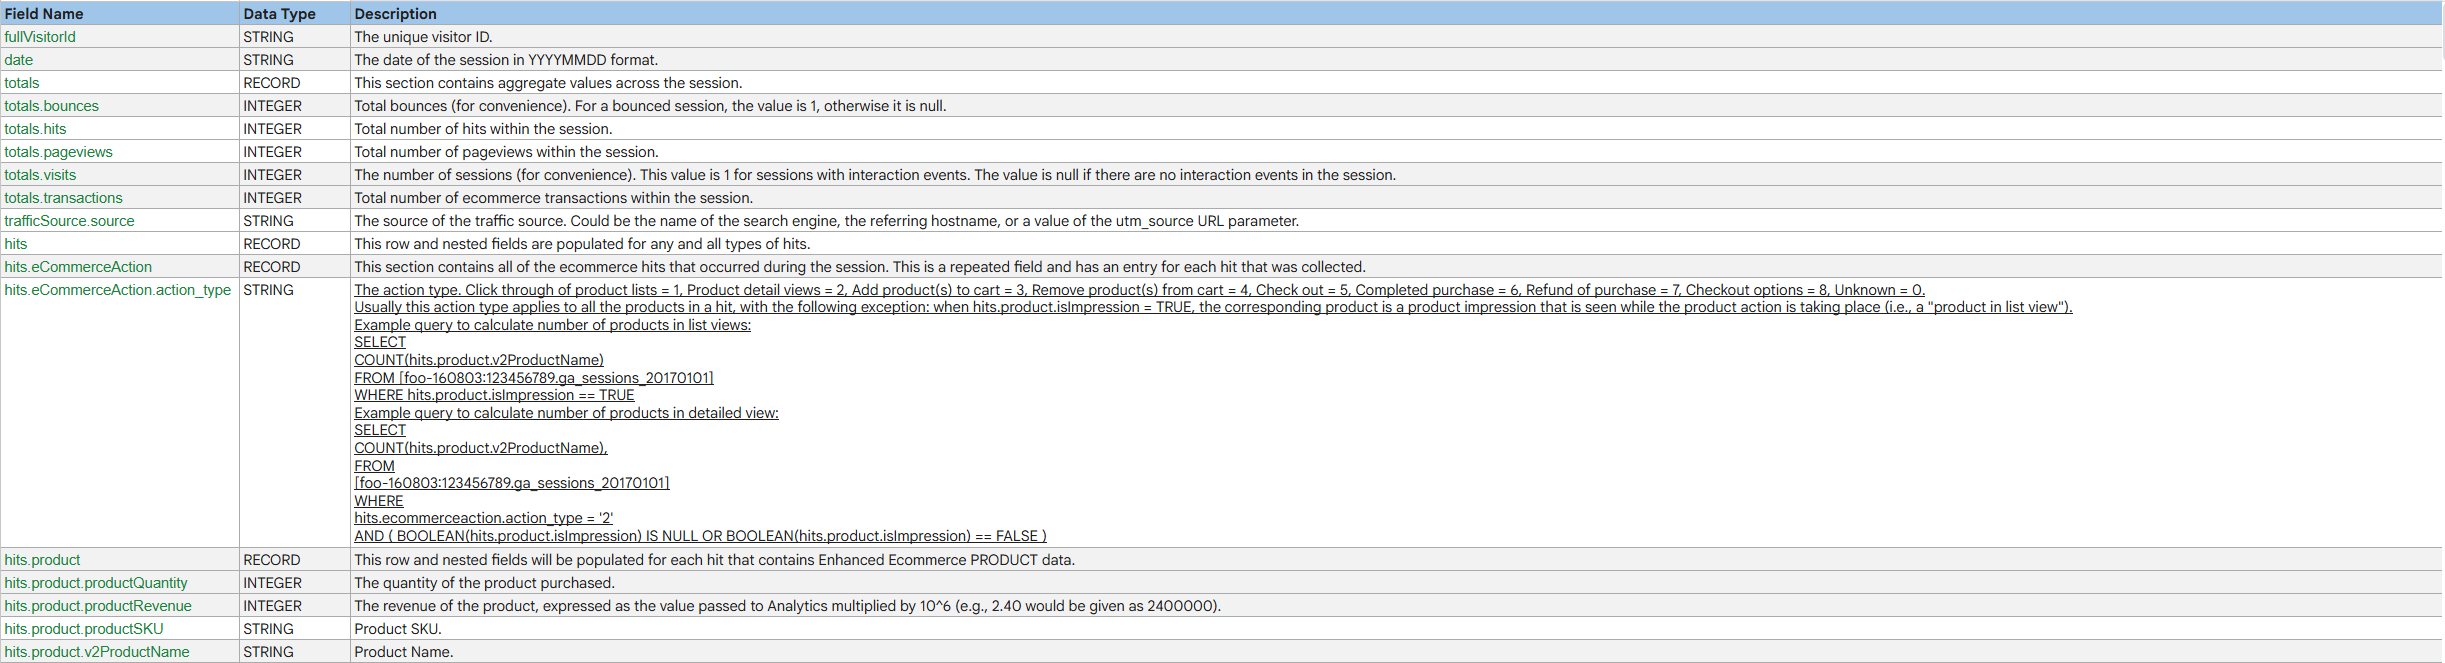 Field Name Data Type Description
fullVisitorId STRING The unique visitor ID.
date STRING The date of the session in YYYYMMDD format.
totals RECORD This section contains aggregate values across the session.
totals.bounces INTEGER Total bounces (for convenience). For a bounced session, the value is 1, otherwise it is null.
totals.hits INTEGER Total number of hits within the session.
totals.pageviews INTEGER Total number of pageviews within the session.
totals.visits INTEGER The number of sessions (for convenience). This value is 1 for sessions with interaction events. The value is null if there are no interaction events in the session.
totals.transactions INTEGER Total number of ecommerce transactions within the session.
trafficSource.source STRING The source of the traffic source. Could be the name of the search engine, the referring hostname, or a value of the utm_source URL parameter.
hits RECORD This row and nested fields are populated for any and all types of hits.
hits.eCommerceAction RECORD This section contains all of the ecommerce hits that occurred during the session. This is a repeated field and has an entry for each hit that was collected.
hits.eCommerceAction.action_type STRING The action type. Click through of product lists = 1, Product detail views = 2, Add product(s) to cart = 3, Remove product(s) from cart = 4, Check out = 5, Completed purchase = 6, Refund of purchase = 7, Checkout options = 8, Unknown = 0.
Usually this action type applies to all the products in a hit, with the following exception: when hits.product.isImpression = TRUE, the corresponding product is a product impression that is seen while the product action is taking place (i.e., a "product in list view").
Example query to calculate number of products in list views:
SELECT
COUNT(hits.product.v2ProductName)
FROM [foo-160803:123456789.ga_sessions_20170101]
WHERE hits.product.isImpression == TRUE
Example query to calculate number of products in detailed view:
SELECT
COUNT(hits.product.v2ProductName),
FROM
[foo-160803:123456789.ga_sessions_20170101]
WHERE
hits.ecommerceaction.action_type = '2'
AND ( BOOLEAN(hits.product.isImpression) IS NULL OR BOOLEAN(hits.product.isImpression) == FALSE )
hits.product RECORD This row and nested fields will be populated for each hit that contains Enhanced Ecommerce PRODUCT data.
hits.product.productQuantity INTEGER The quantity of the product purchased.
hits.product.productRevenue INTEGER The revenue of the product, expressed as the value passed to Analytics multiplied by 10^6 (e.g., 2.40 would be given as 2400000).
hits.product.productSKU STRING Product SKU.
hits.product.v2ProductName STRING Product Name.